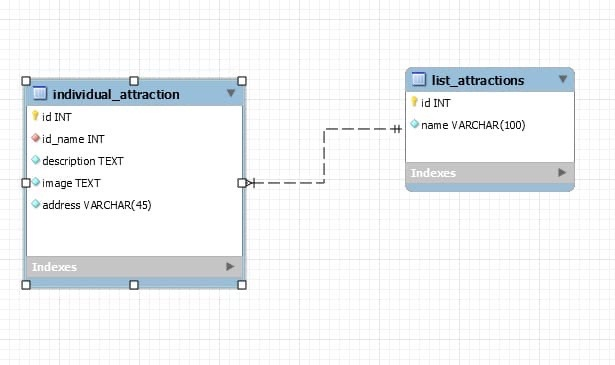 individual_attraction
id INT
id_name INT
description TEXT
image TEXT
address VARCHAR(45)
Indexes
list_attractions
id INT
name VARCHAR(100)
Indexes